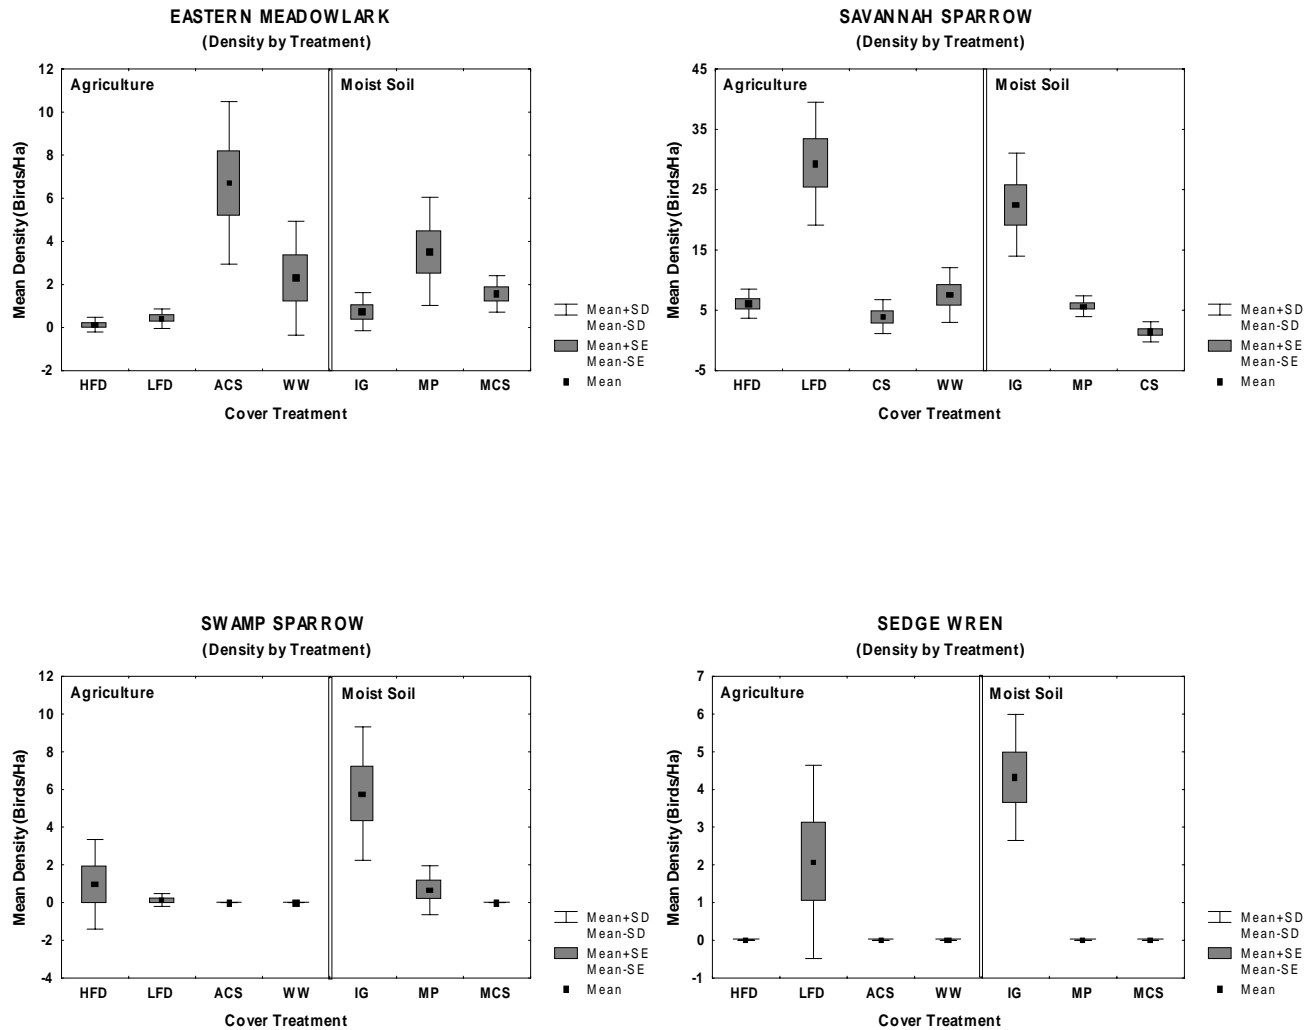 EASTERN MEADOWLARK
(Density by Treatment)
Mean Density (Birds/Ha)
12
10
8
6
4
2
0
-2
Agriculture
Moist Soil
HFD LFD ACS WW IG MP MCS
Cover Treatment
Mean+SD
Mean-SD
Mean+SE
Mean-SE
Mean
SAVANNAH SPARROW
(Density by Treatment)
Mean Density (Birds/Ha)
45
35
25
15
5
-5
Agriculture
Moist Soil
HFD LFD CS WW IG MP CS
Cover Treatment
Mean+SD
Mean-SD
Mean+SE
Mean-SE
Mean
SWAMP SPARROW
(Density by Treatment)
Mean Density (Birds/Ha)
12
10
8
6
4
2
0
-2
-4
Agriculture
Moist Soil
HFD LFD ACS WW IG MP MCS
Cover Treatment
Mean+SD
Mean-SD
Mean+SE
Mean-SE
Mean
SEDGE WREN
(Density by Treatment)
Mean Density (Birds/Ha)
7
6
5
4
3
2
1
0
-1
Agriculture
Moist Soil
HFD LFD ACS WW IG MP MCS
Cover Treatment
Mean+SD
Mean-SD
Mean+SE
Mean-SE
Mean